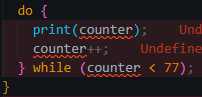 do {
print(counter);    Und
counter++;    Undefine
} while (counter < 77);
}